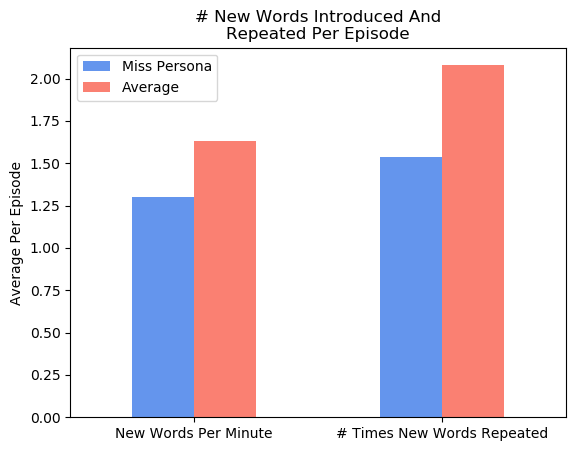 # New Words Introduced And
Repeated Per Episode
Miss Persona
Average
Average Per Episode
2.00
1.75
1.50
1.25
1.00
0.75
0.50
0.25
0.00
New Words Per Minute
# Times New Words Repeated